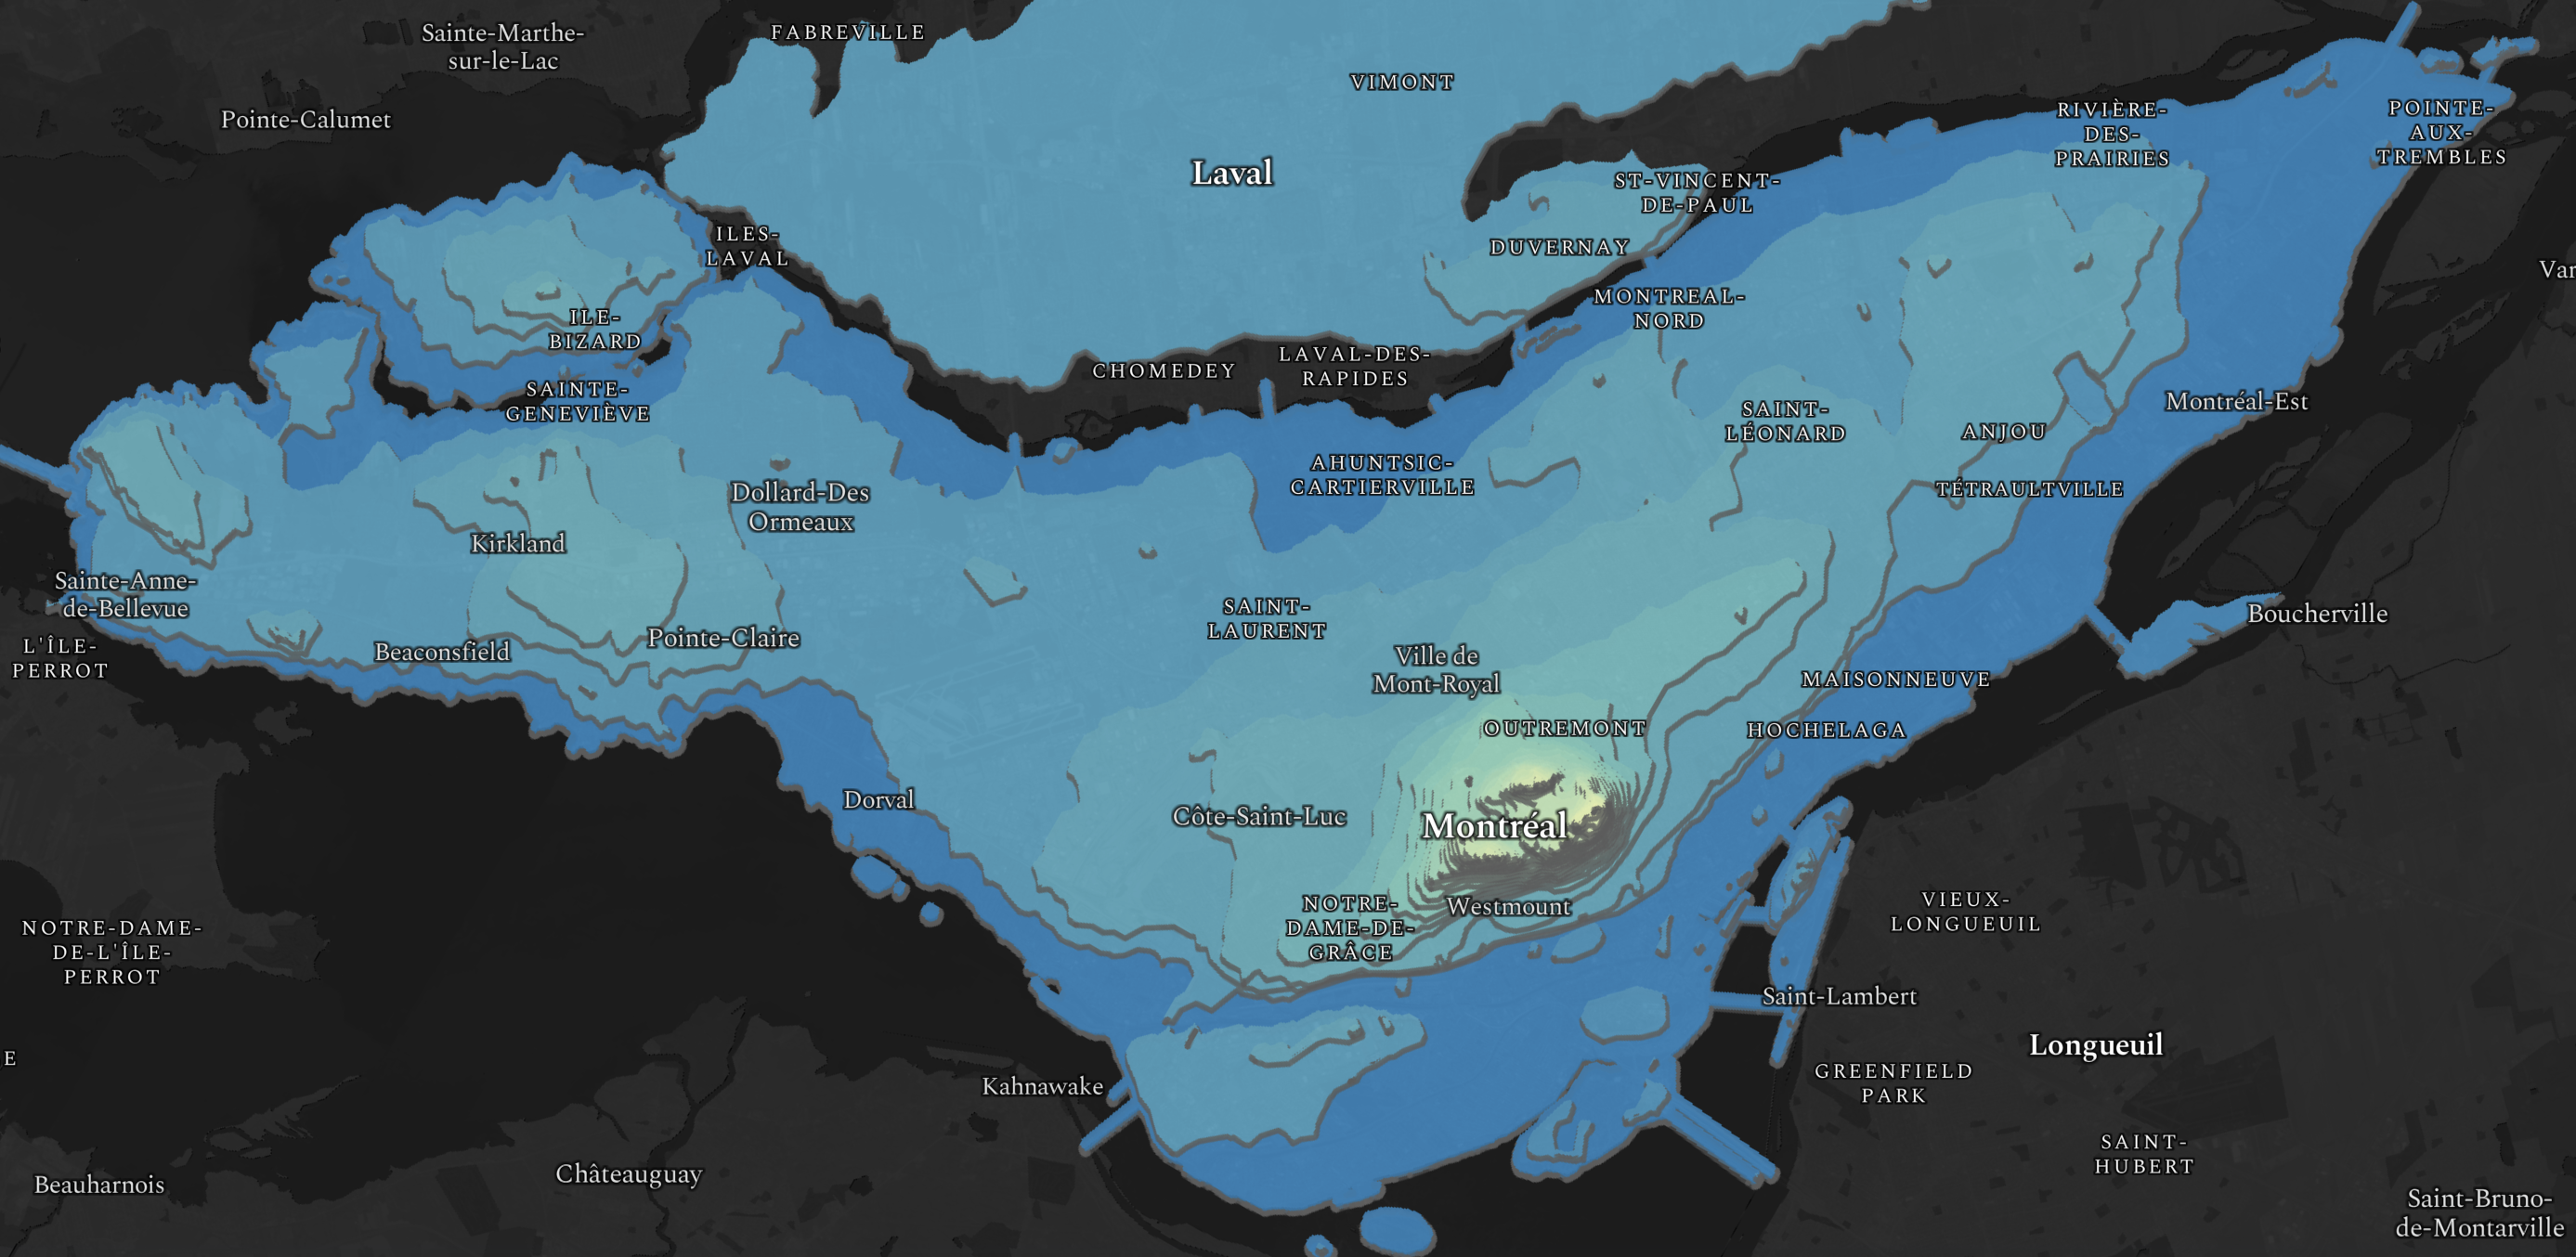 Sainte-Marthe-
sur-le-Lac
FABREVILLE
VIMONT
Pointe-Calumet
RIVIÈRE-
DES-
PRAIRIES
POINTE-
AUX-
TREMBLES
Laval
ST-VINCENT-
DE-PAUL
ILES-
LAVAL
DUVERNAY
Var
MONTREAL-
NORD
ILE-
BIZARD
CHOMEDEY
LAVAL-DES-
RAPIDES
SAINTE-
GENEVIÈVE
Montréal-Est
SAINT-
LÉONARD
ANJOU
AHUNTSIC-
CARTIERVILLE
TÉTRAULTVILLE
Dollard-Des
Ormeaux
Kirkland
Sainte-Anne-
de-Bellevue
SAINT-
LAURENT
Boucherville
L'ÎLE-
PERROT
Beaconsfield
Pointe-Claire
Ville de
Mont-Royal
MAISONNEUVE
OUTREMONT
HOCHELAGA
Dorval
Côte-Saint-Luc
Montréal
NOTRE-DAME-
DE-L'ÎLE-
PERROT
NOTRE-
DAME-DE-
GRÂCE
Westmount
VIEUX-
LONGUEUIL
Saint-Lambert
Longueuil
E
Kahnawake
GREENFIELD
PARK
SAINT-
HUBERT
Châteauguay
Beauharnois
Saint-Bruno-
de-Montarville